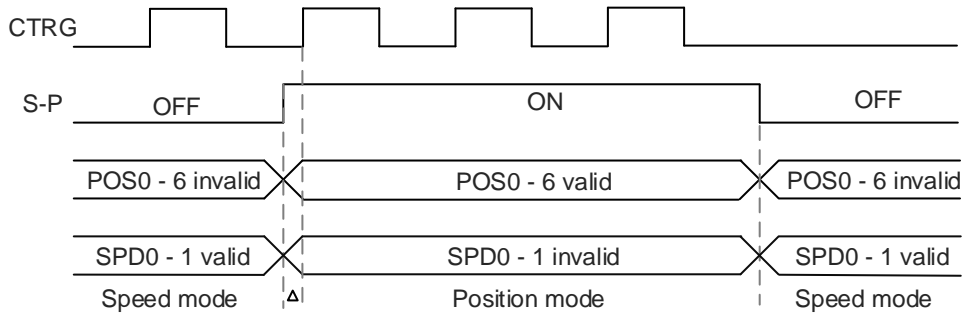 CTRG
S-P OFF ON OFF
POS0 - 6 invalid POS0 - 6 valid POS0 - 6 invalid
SPD0 - 1 valid SPD0 - 1 invalid SPD0 - 1 valid
Speed mode Δ Position mode Speed mode